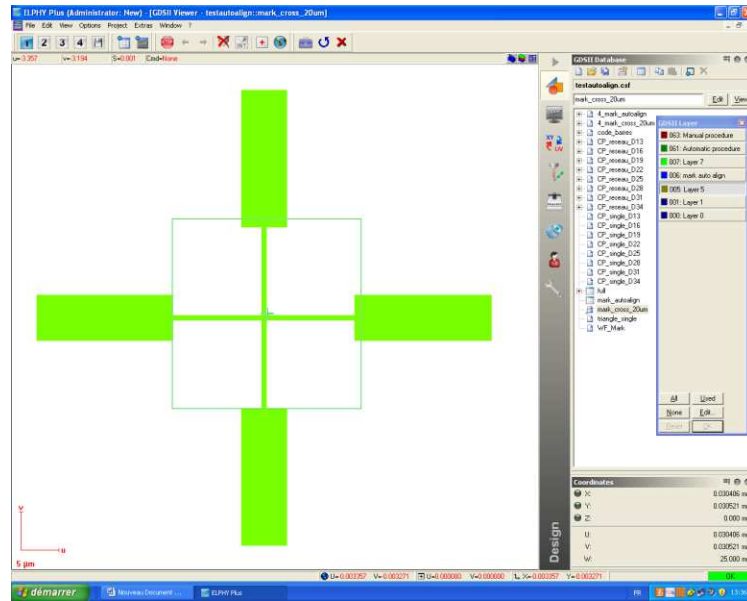 ELPHY Plus (Administrator: New) - [GDSII Viewer - testautoalign::mark_cross_20um]
File Edit View Options Project Extras Window ?
1 2 3 4
u=-3.357 v=-3.194 S=0.001 Cmd=None
GDSII Database
testautoalign.csf
mark_cross_20um Edit View
4_mark_autoalign
4_mark_cross_20um
code_barres
CP_reseau_D13
CP_reseau_D16
CP_reseau_D19
CP_reseau_D22
CP_reseau_D25
CP_reseau_D28
CP_reseau_D31
CP_reseau_D34
CP_single_D13
CP_single_D16
CP_single_D19
CP_single_D22
CP_single_D25
CP_single_D28
CP_single_D31
CP_single_D34
full
mark_autoalign
mark_cross_20um
triangle_single
WF_Mark
GDSII Layer
063: Manual procedure
061: Automatic procedure
007: Layer 7
006: mark auto align
005: Layer 5
001: Layer 1
000: Layer 0
All Used
None Edit...
Design
Coordinates
X: 0.030406
Y: 0.030521
Z: 0.000
U: 0.030406
V: 0.030521
W: 25.000
v
u
5 µm
U=-0.003357 V=-0.003271 U=0.000000 V=0.000000 X=-0.003357 Y=-0.003271 OK
démarrer Nouveau Document ... ELPHY Plus FR